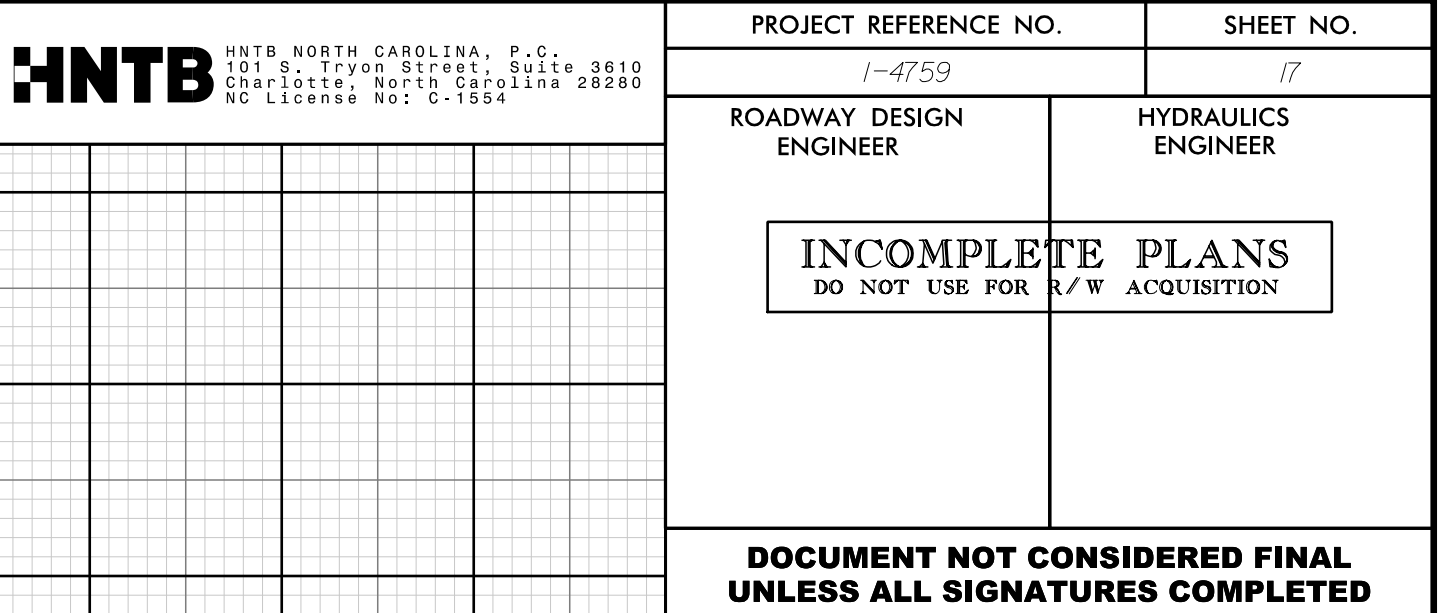 HNTB
HNTB NORTH CAROLINA, P.C.
101 S. Tryon Street, Suite 3610
Charlotte, North Carolina 28280
NC License No: C-1554
PROJECT REFERENCE NO.
SHEET NO.
I-4759
17
ROADWAY DESIGN
ENGINEER
HYDRAULICS
ENGINEER
INCOMPLETE PLANS
DO NOT USE FOR R/W ACQUISITION
DOCUMENT NOT CONSIDERED FINAL
UNLESS ALL SIGNATURES COMPLETED